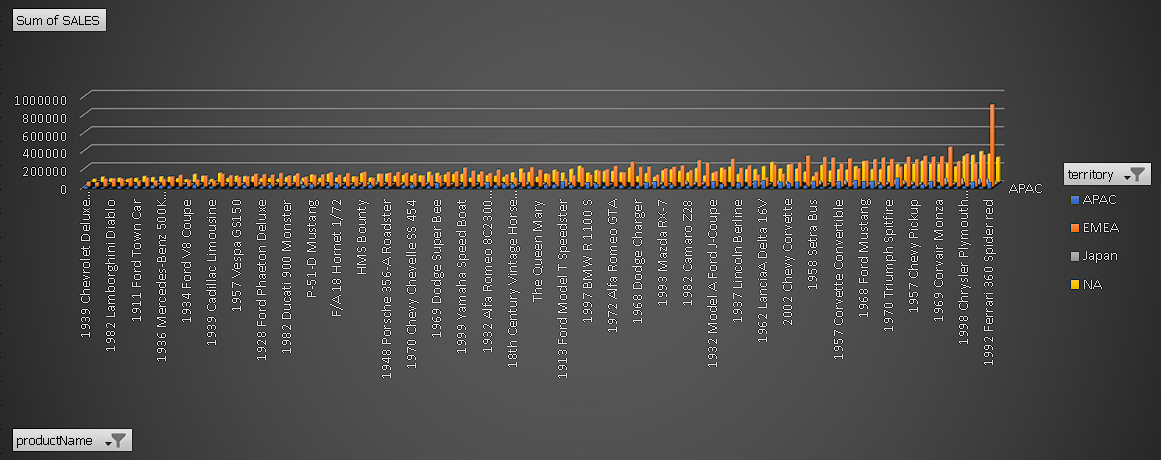 Sum of SALES
1000000
800000
600000
400000
200000
0
APAC
territory
APAC
EMEA
Japan
NA
1939 Chevrolet Deluxe...
1982 Lamborghini Diablo
1911 Ford Town Car
1936 Mercedes-Benz 500K...
1934 Ford V8 Coupe
1939 Cadillac Limousine
1957 Vespa GS150
1928 Ford Phaeton Deluxe
1982 Ducati 900 Monster
P-51-D Mustang
F/A 18 Hornet 1/72
HMS Bounty
1948 Porsche 356-A Roadster
1970 Chevy Chevelle SS 454
1969 Dodge Super Bee
1999 Yamaha Speed Boat
1932 Alfa Romeo 8C2300...
18th Century Vintage Horse...
The Queen Mary
1913 Ford Model T Speedster
1997 BMW R 1100 S
1972 Alfa Romeo GTA
1968 Dodge Charger
1993 Mazda RX-7
1982 Camaro Z28
1932 Model A Ford J-Coupe
1937 Lincoln Berline
1962 LanciaA Delta 16V
2002 Chevy Corvette
1958 Setra Bus
1957 Corvette Convertible
1968 Ford Mustang
1970 Triumph Spitfire
1957 Chevy Pickup
1969 Corvair Monza
1998 Chrysler Plymouth...
1992 Ferrari 360 Spider red
productName